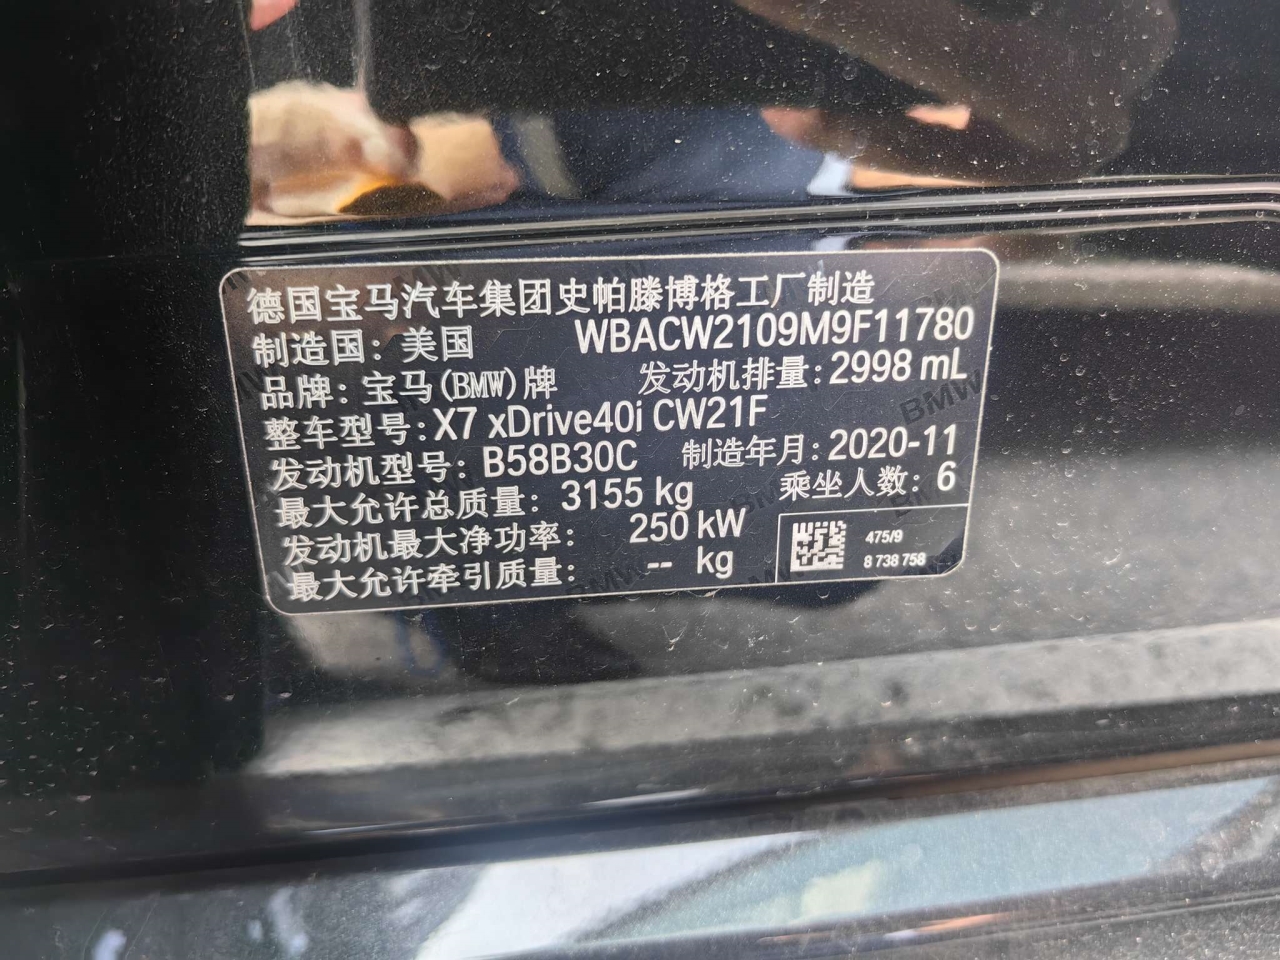 德国宝马汽车集团史帕滕博格工厂制造
制造国：美国 WBACW2109M9F11780
品牌：宝马(BMW)牌 发动机排量：2998 mL
整车型号：X7 xDrive40i CW21F
发动机型号：B58B30C 制造年月：2020-11
最大允许总质量：3155 kg 乘坐人数：6
发动机最大净功率：250 kW
最大允许牵引质量：-- kg
475/9
8 738 758